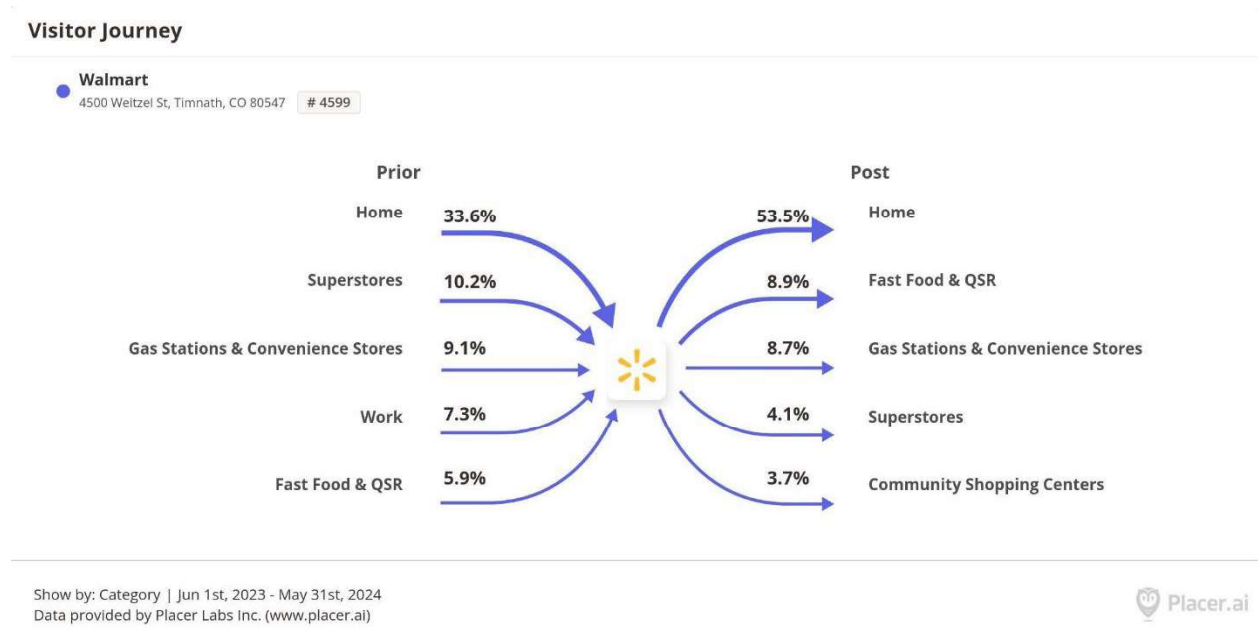 Visitor Journey
Walmart
4500 Weitzel St, Timnath, CO 80547 # 4599
Prior Post
Home 33.6% 53.5% Home
Superstores 10.2% 8.9% Fast Food & QSR
Gas Stations & Convenience Stores 9.1% 8.7% Gas Stations & Convenience Stores
Work 7.3% 4.1% Superstores
Fast Food & QSR 5.9% 3.7% Community Shopping Centers
Show by: Category | Jun 1st, 2023 - May 31st, 2024
Data provided by Placer Labs Inc. (www.placer.ai)
Placer.ai